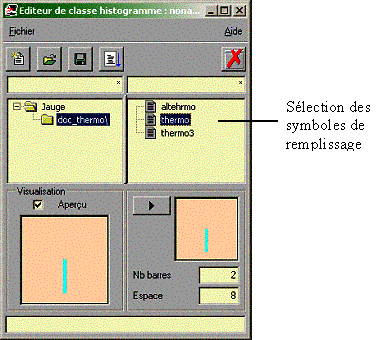 Editeur de classe histogramme : nona...
Fichier Aide
* *
Jauge
doc_thermo\
altehrmo
thermo
thermo3
Sélection des
symboles de
remplissage
Visualisation
Aperçu
Nb barres 2
Espace 8